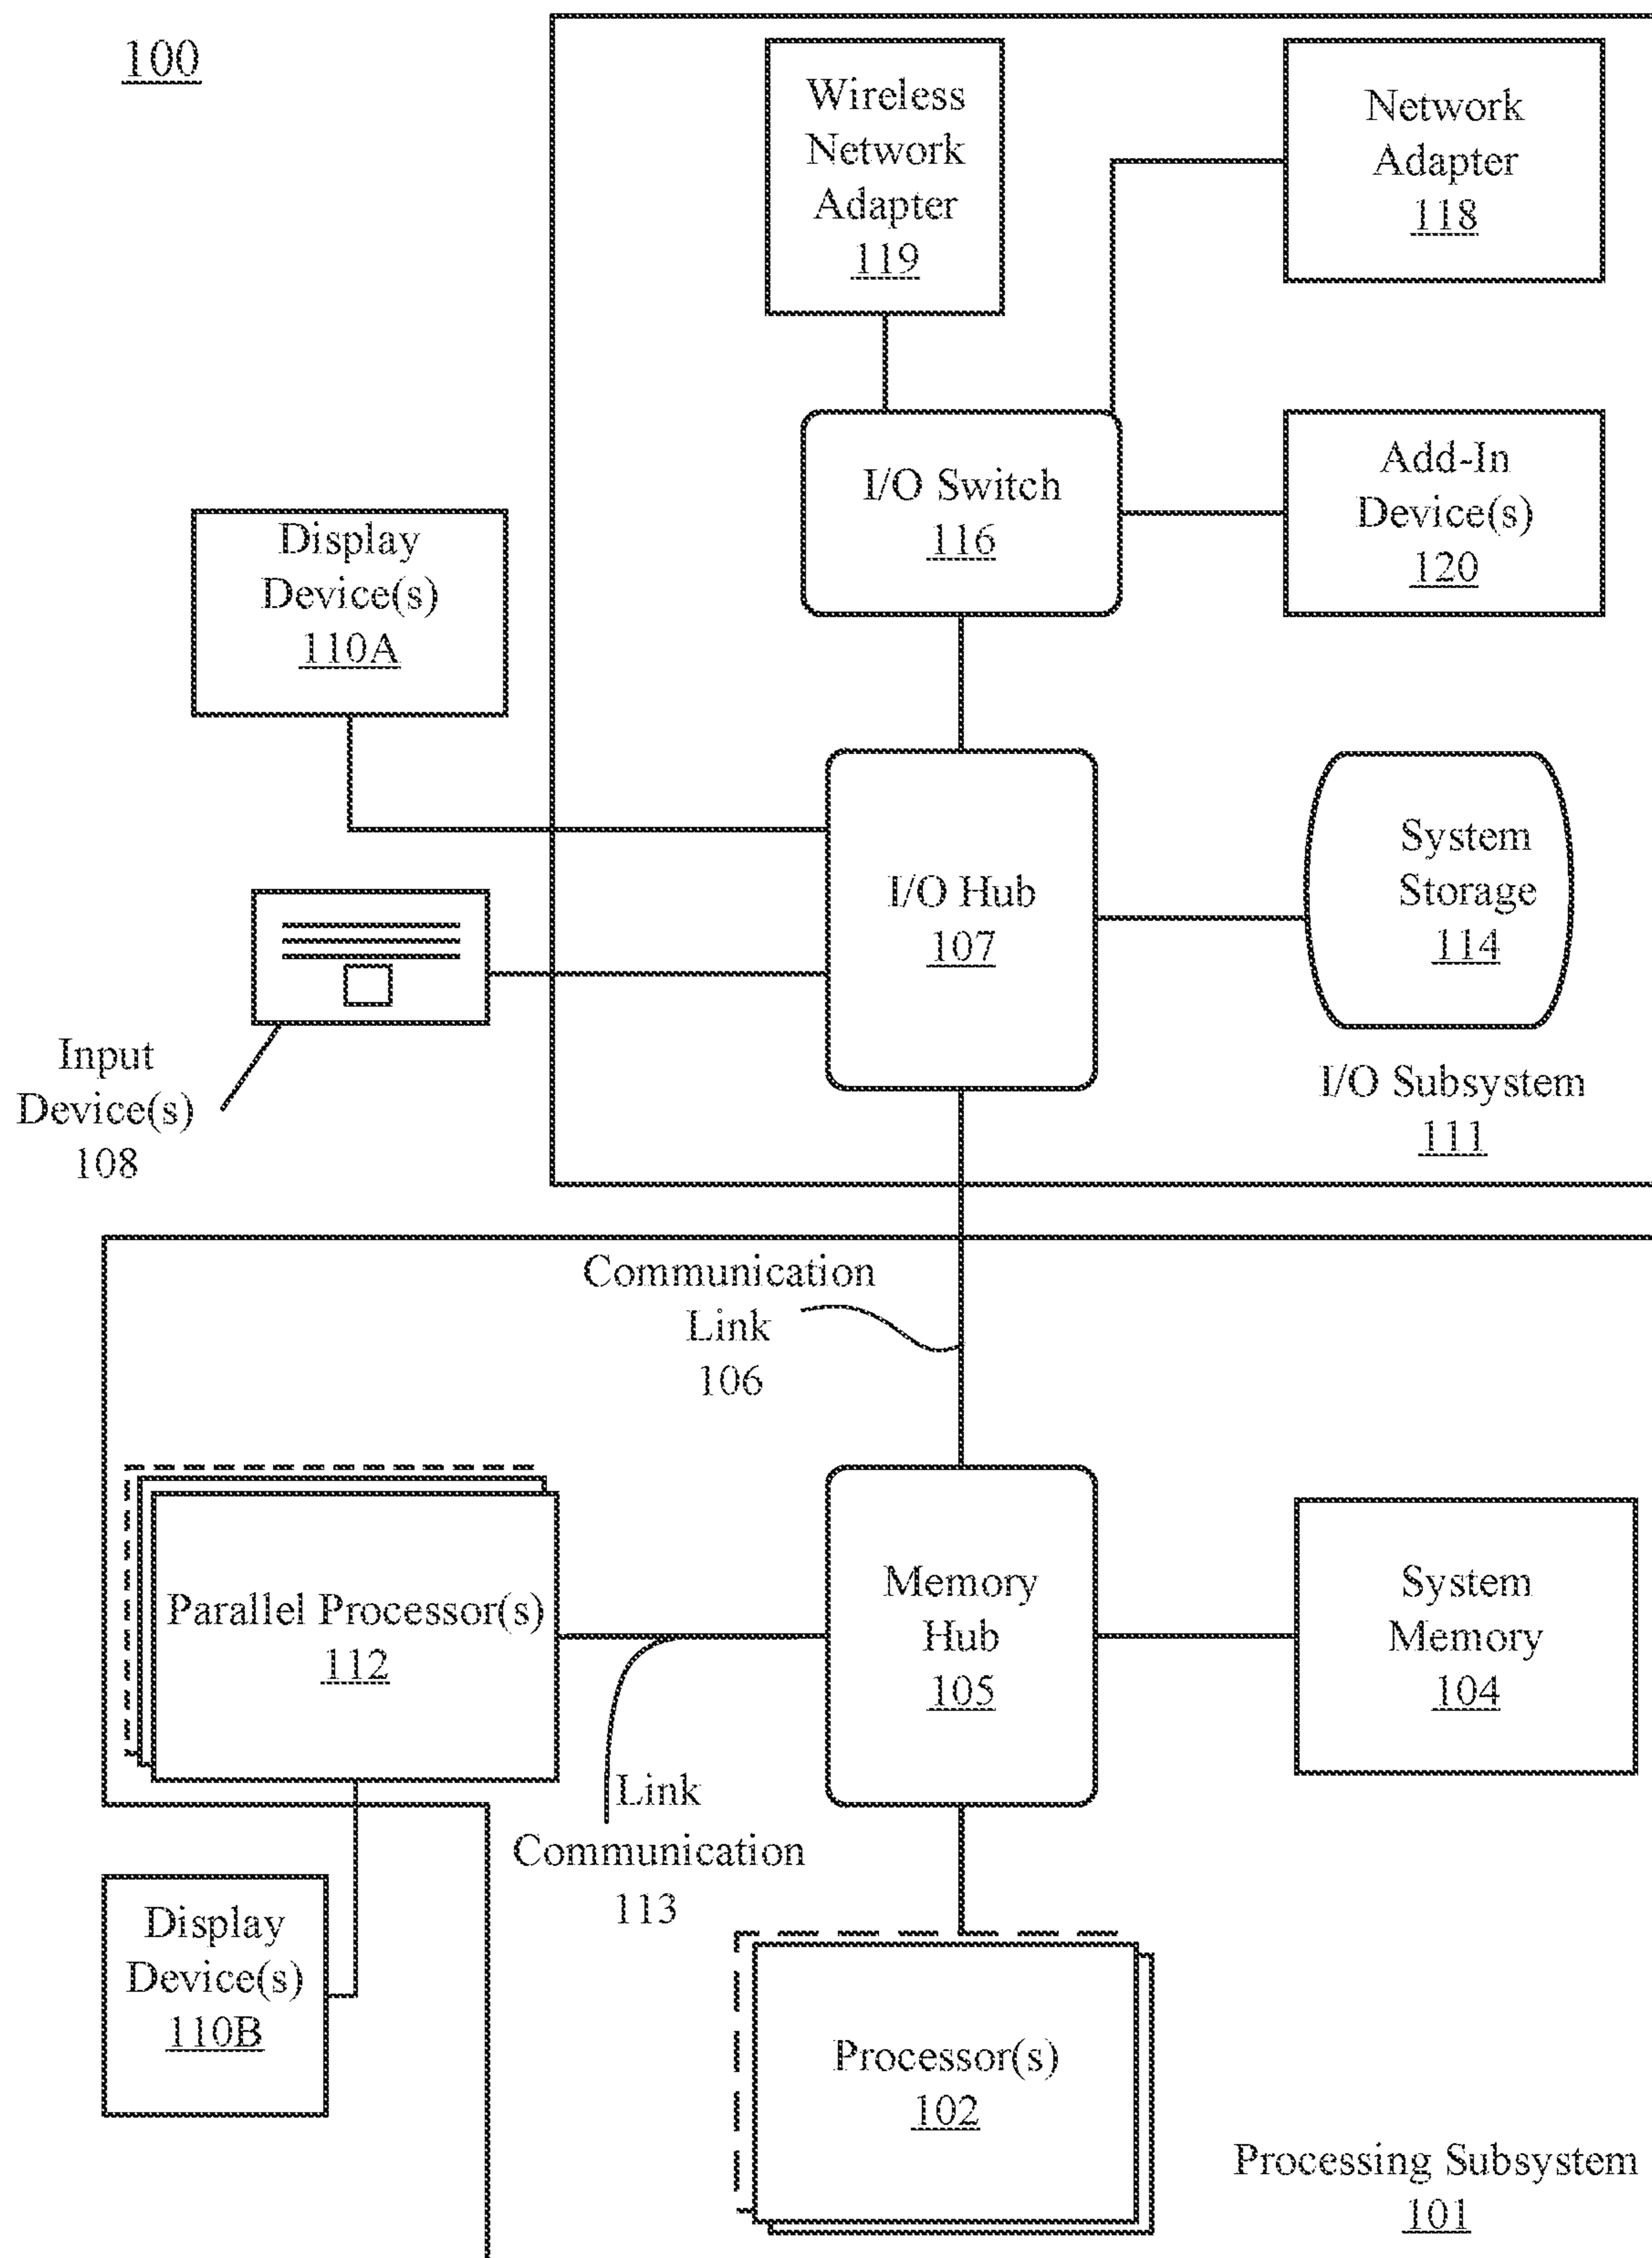 100
Wireless
Network
Adapter
119
Network
Adapter
118
I/O Switch
116
Add-In
Device(s)
120
Display
Device(s)
110A
I/O Hub
107
System
Storage
114
Input
Device(s)
108
I/O Subsystem
111
Communication
Link
106
Parallel Processor(s)
112
Memory
Hub
105
System
Memory
104
Link
Communication
113
Display
Device(s)
110B
Processor(s)
102
Processing Subsystem
101